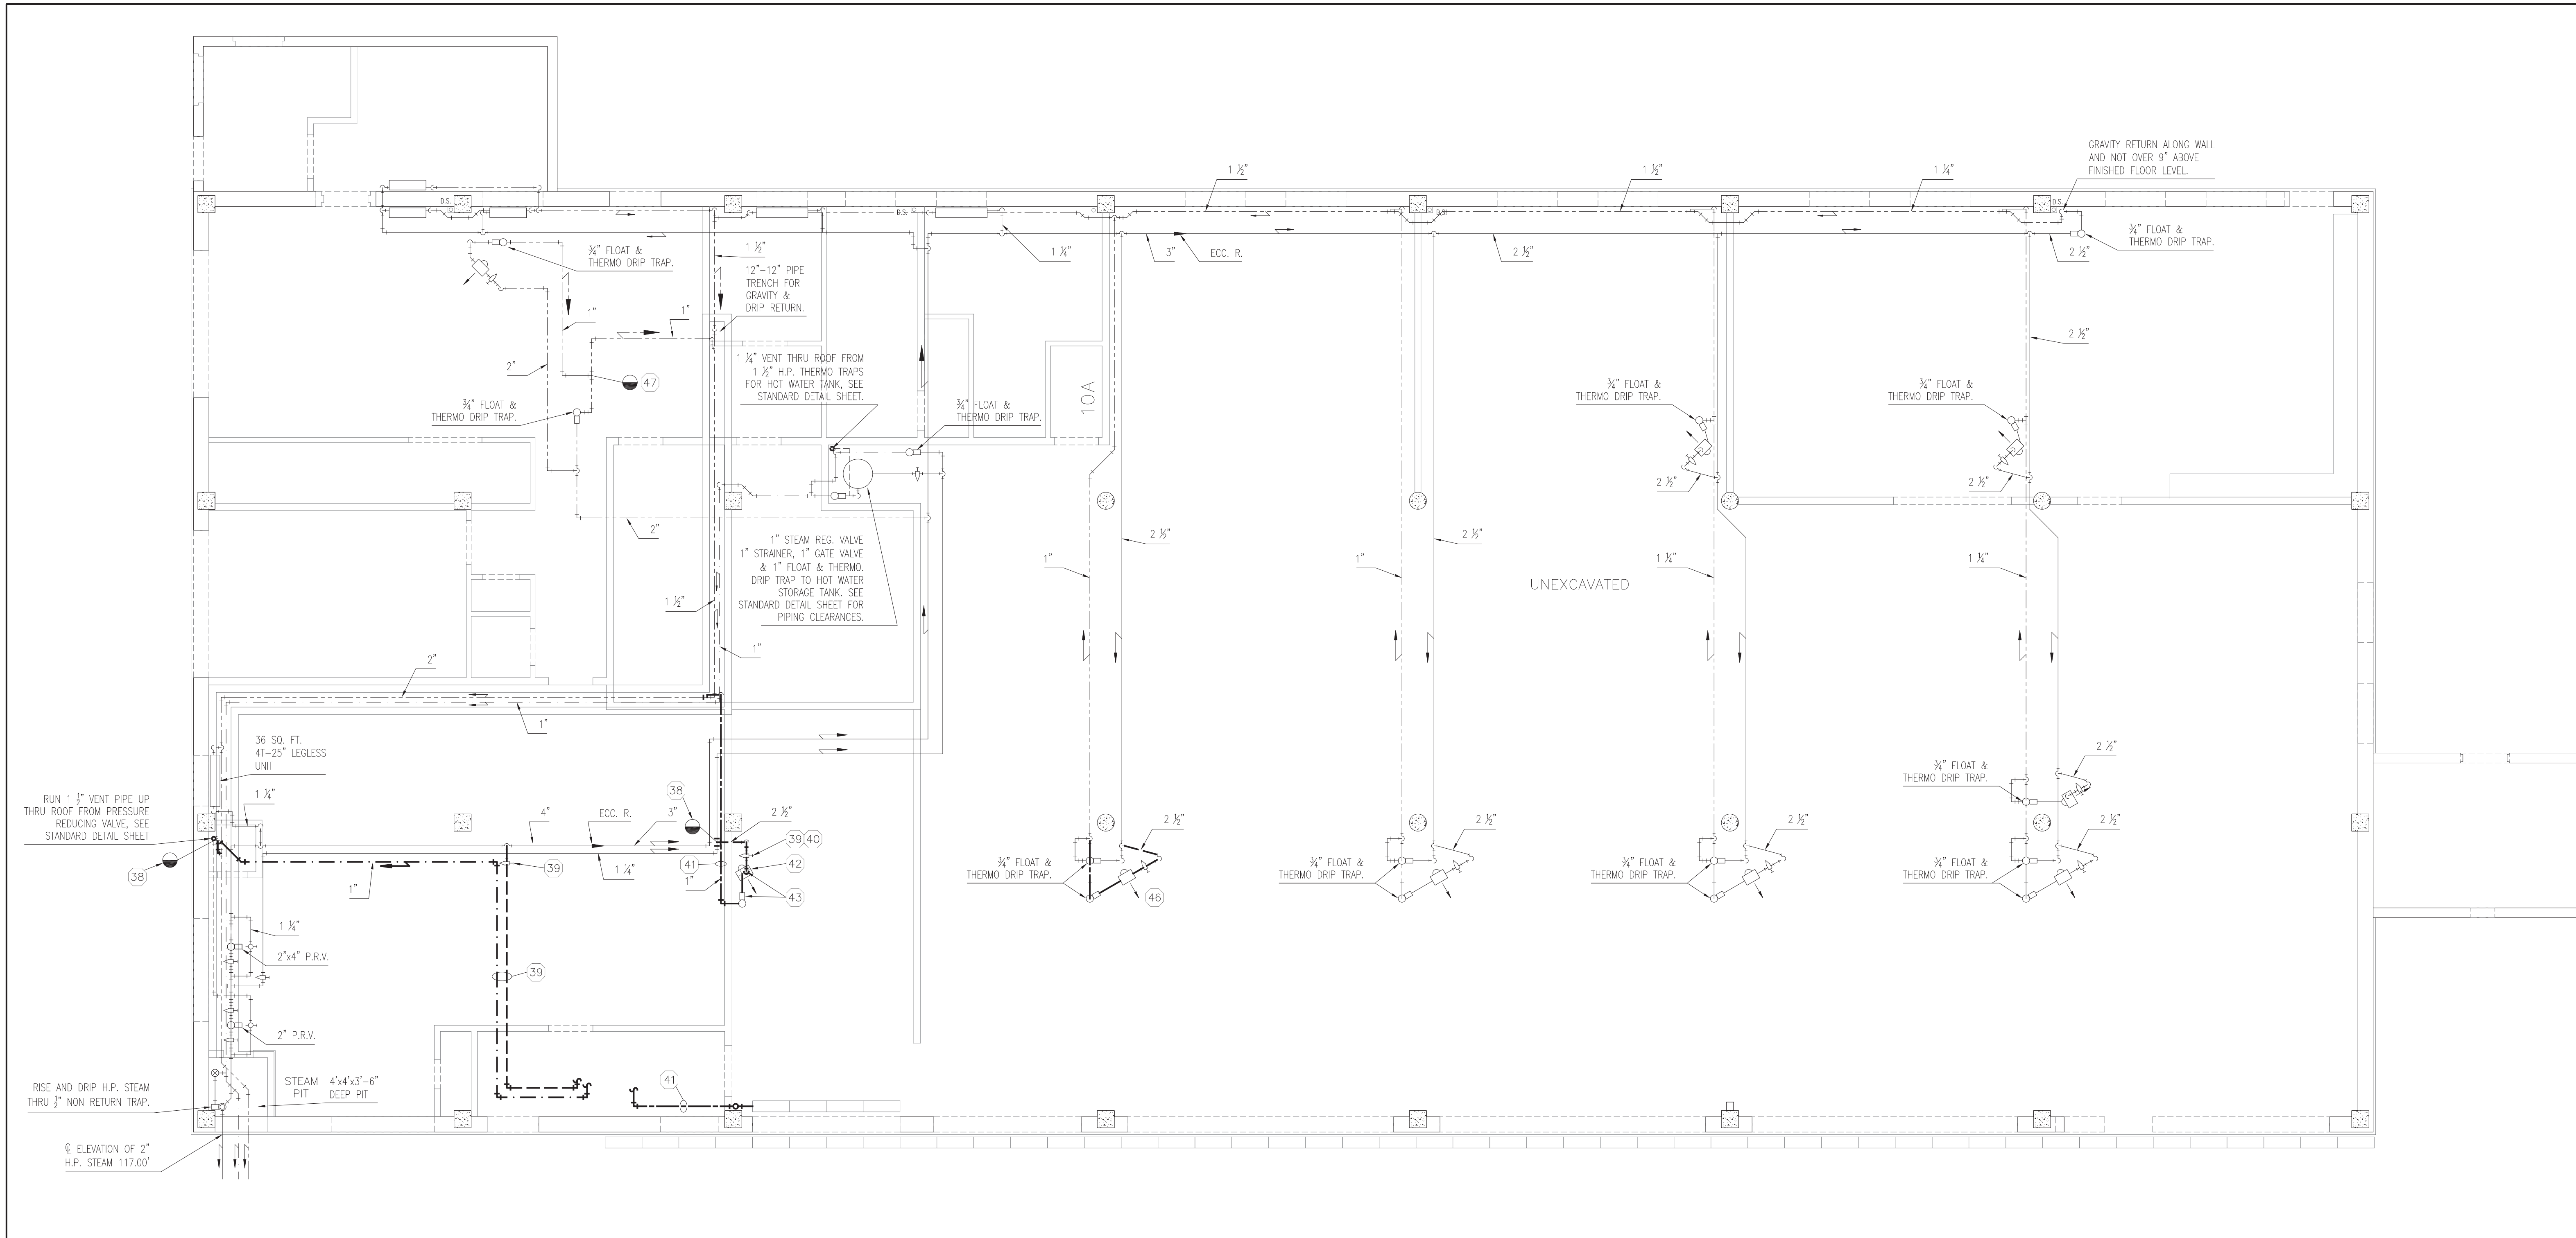 GRAVITY RETURN ALONG WALL
AND NOT OVER 9" ABOVE
FINISHED FLOOR LEVEL.
1 ½"
1 ½"
1 ¼"
D.S.
D.S.
D.S.
D.S.
¾" FLOAT &
THERMO DRIP TRAP.
1 ½"
1 ¼"
3"
ECC. R.
2 ½"
2 ½"
¾" FLOAT &
THERMO DRIP TRAP.
12"-12" PIPE
TRENCH FOR
GRAVITY &
DRIP RETURN.
1"
1"
2"
47
2 ½"
1 ¼" VENT THRU ROOF FROM
1 ½" H.P. THERMO TRAPS
FOR HOT WATER TANK, SEE
STANDARD DETAIL SHEET.
¾" FLOAT &
THERMO DRIP TRAP.
¾" FLOAT &
THERMO DRIP TRAP.
10A
¾" FLOAT &
THERMO DRIP TRAP.
¾" FLOAT &
THERMO DRIP TRAP.
2 ½"
2 ½"
2"
1" STEAM REG. VALVE
1" STRAINER, 1" GATE VALVE
& 1" FLOAT & THERMO.
DRIP TRAP TO HOT WATER
STORAGE TANK. SEE
STANDARD DETAIL SHEET FOR
PIPING CLEARANCES.
1"
2 ½"
1"
2 ½"
1 ¼"
1 ¼"
UNEXCAVATED
1 ½"
1"
2"
1"
36 SQ. FT.
4T-25" LEGLESS
UNIT
RUN 1 ½" VENT PIPE UP
THRU ROOF FROM PRESSURE
REDUCING VALVE, SEE
STANDARD DETAIL SHEET
1 ¼"
4"
ECC. R.
3"
38
2 ½"
39
40
41
42
43
1"
38
1"
39
1 ¼"
¾" FLOAT &
THERMO DRIP TRAP.
2 ½"
46
¾" FLOAT &
THERMO DRIP TRAP.
2 ½"
¾" FLOAT &
THERMO DRIP TRAP.
2 ½"
¾" FLOAT &
THERMO DRIP TRAP.
2 ½"
¾" FLOAT &
THERMO DRIP TRAP.
2 ½"
1 ¼"
2"x4" P.R.V.
39
2" P.R.V.
RISE AND DRIP H.P. STEAM
THRU ½" NON RETURN TRAP.
STEAM
PIT
4'x4'x3'-6"
DEEP PIT
41
℄ ELEVATION OF 2"
H.P. STEAM 117.00'